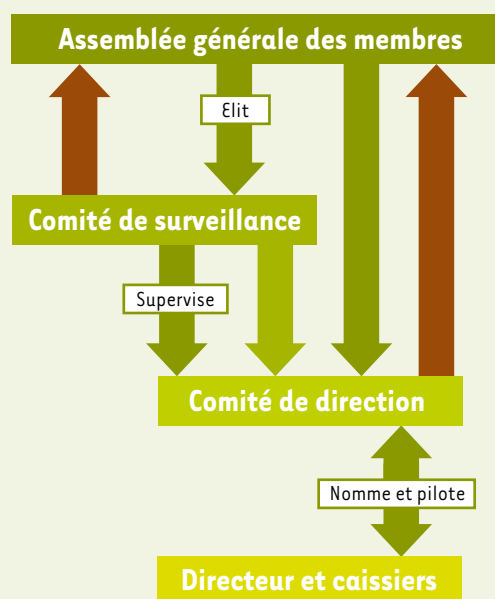 Assemblée générale des membres
Elit
Comité de surveillance
Supervise
Comité de direction
Nomme et pilote
Directeur et caissiers